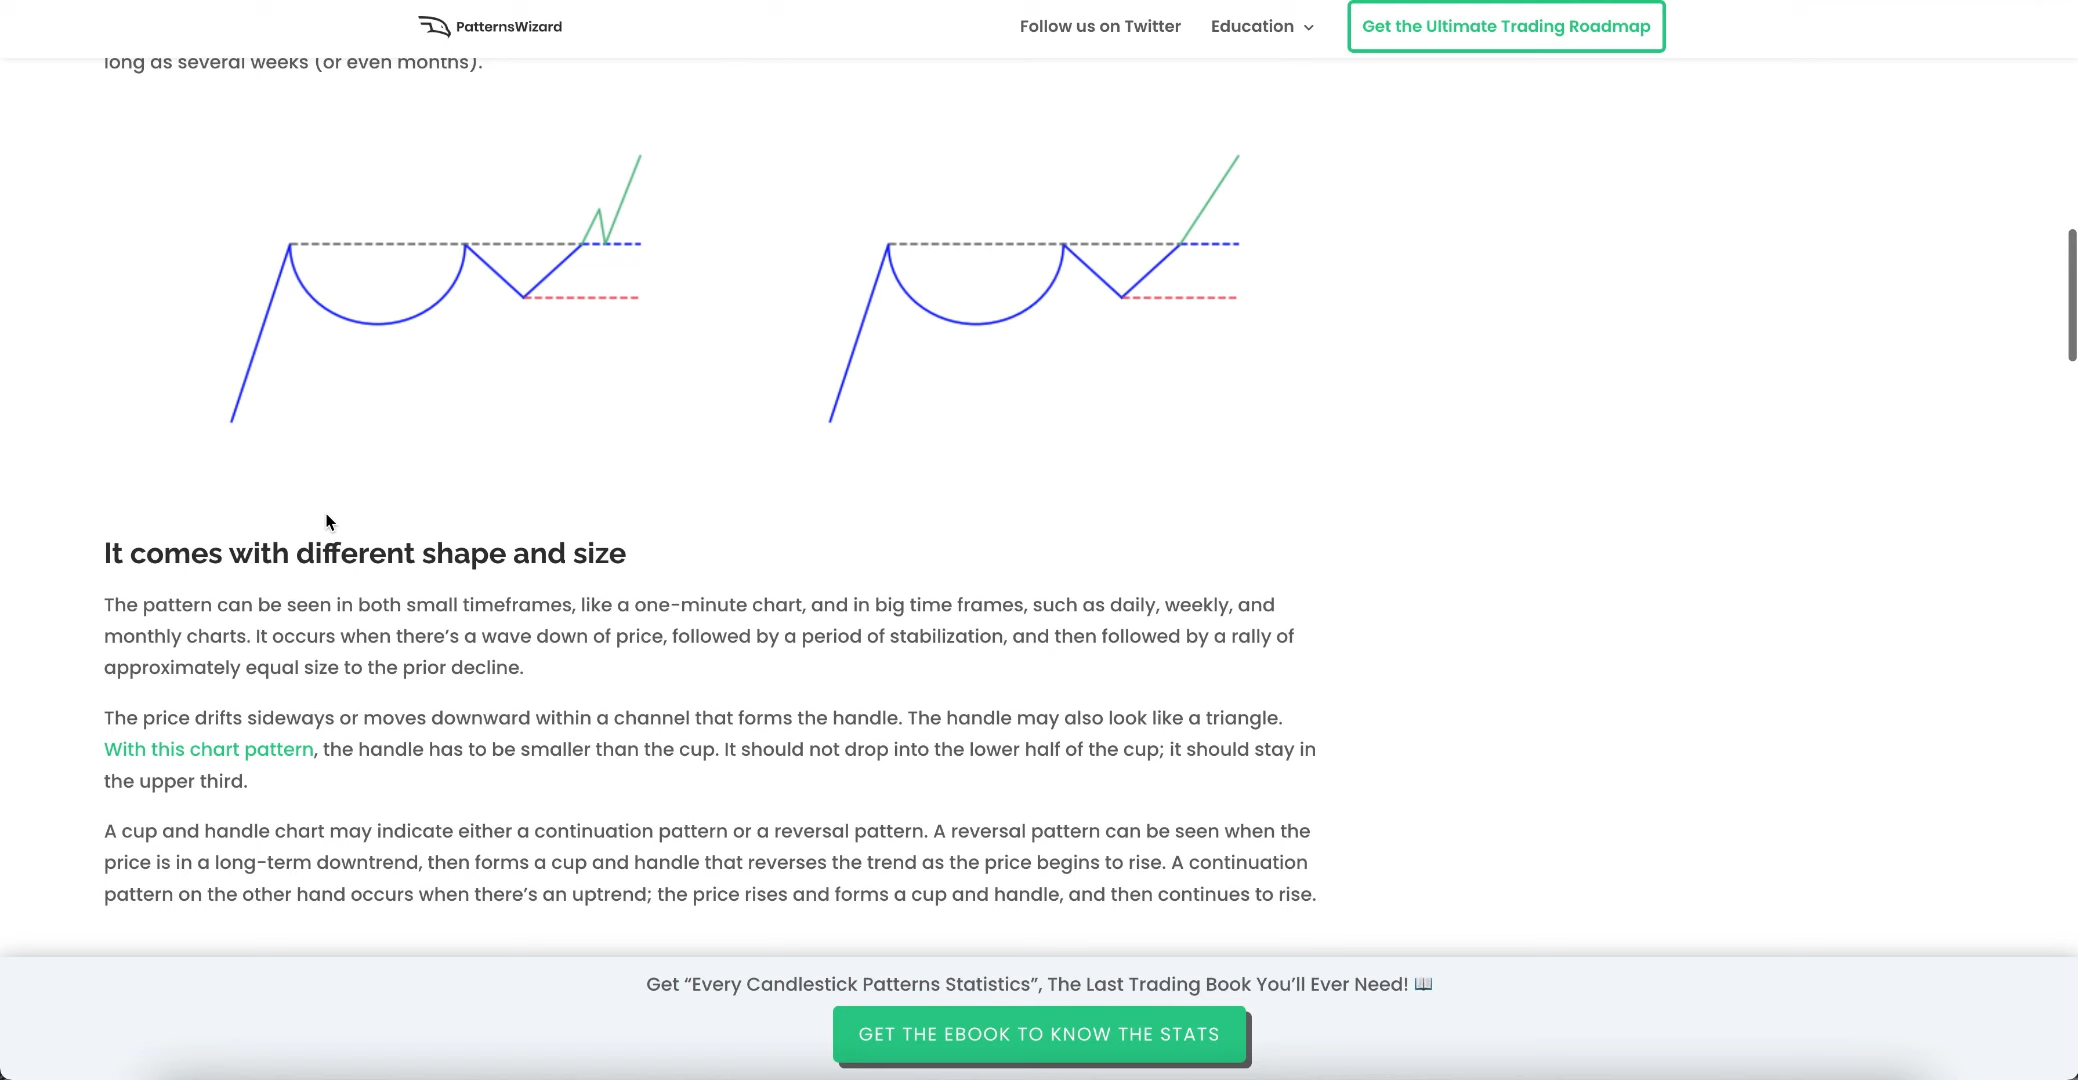 PatternsWizard
Follow us on Twitter
Education
Get the Ultimate Trading Roadmap
long as several weeks (or even months).
It comes with different shape and size
The pattern can be seen in both small timeframes, like a one-minute chart, and in big time frames, such as daily, weekly, and
monthly charts. It occurs when there’s a wave down of price, followed by a period of stabilization, and then followed by a rally of
approximately equal size to the prior decline.
The price drifts sideways or moves downward within a channel that forms the handle. The handle may also look like a triangle.
With this chart pattern, the handle has to be smaller than the cup. It should not drop into the lower half of the cup; it should stay in
the upper third.
A cup and handle chart may indicate either a continuation pattern or a reversal pattern. A reversal pattern can be seen when the
price is in a long-term downtrend, then forms a cup and handle that reverses the trend as the price begins to rise. A continuation
pattern on the other hand occurs when there’s an uptrend; the price rises and forms a cup and handle, and then continues to rise.
Get “Every Candlestick Patterns Statistics”, The Last Trading Book You’ll Ever Need! 📖
GET THE EBOOK TO KNOW THE STATS